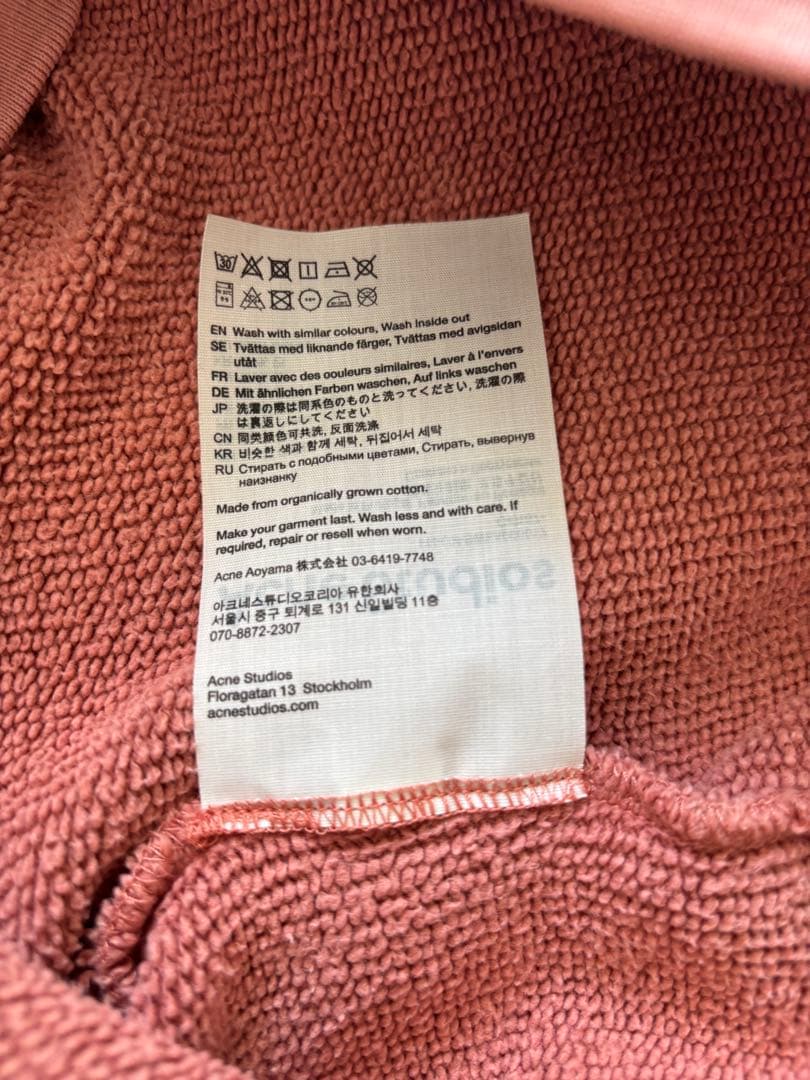 30
EN Wash with similar colours, Wash inside out
SE Tvättas med liknande färger, Tvättas med avigsidan
utåt
FR Laver avec des oouleurs similaires, Laver à l'envers
DE Mit ähnlichen Farben waschen, Auf links waschen
JP 洗濯の際は同系色のものと洗ってください, 洗濯の際
は裏返しにしてください
CN 同类颜色可共洗, 反面洗涤
KR 비슷한 색과 함께 세탁, 뒤집어서 세탁
RU Стирать с подобными цветами, Стирать, вывернув
наизнанку
Made from organically grown cotton.
Make your garment last. Wash less and with care. If
required, repair or resell when worn.
Acne Aoyama 株式会社 03-6419-7748
아크네스튜디오코리아 유한회사
서울시 중구 퇴계로 131 신일빌딩 11층
070-8872-2307
Acne Studios
Floragatan 13 Stockholm
acnestudios.com